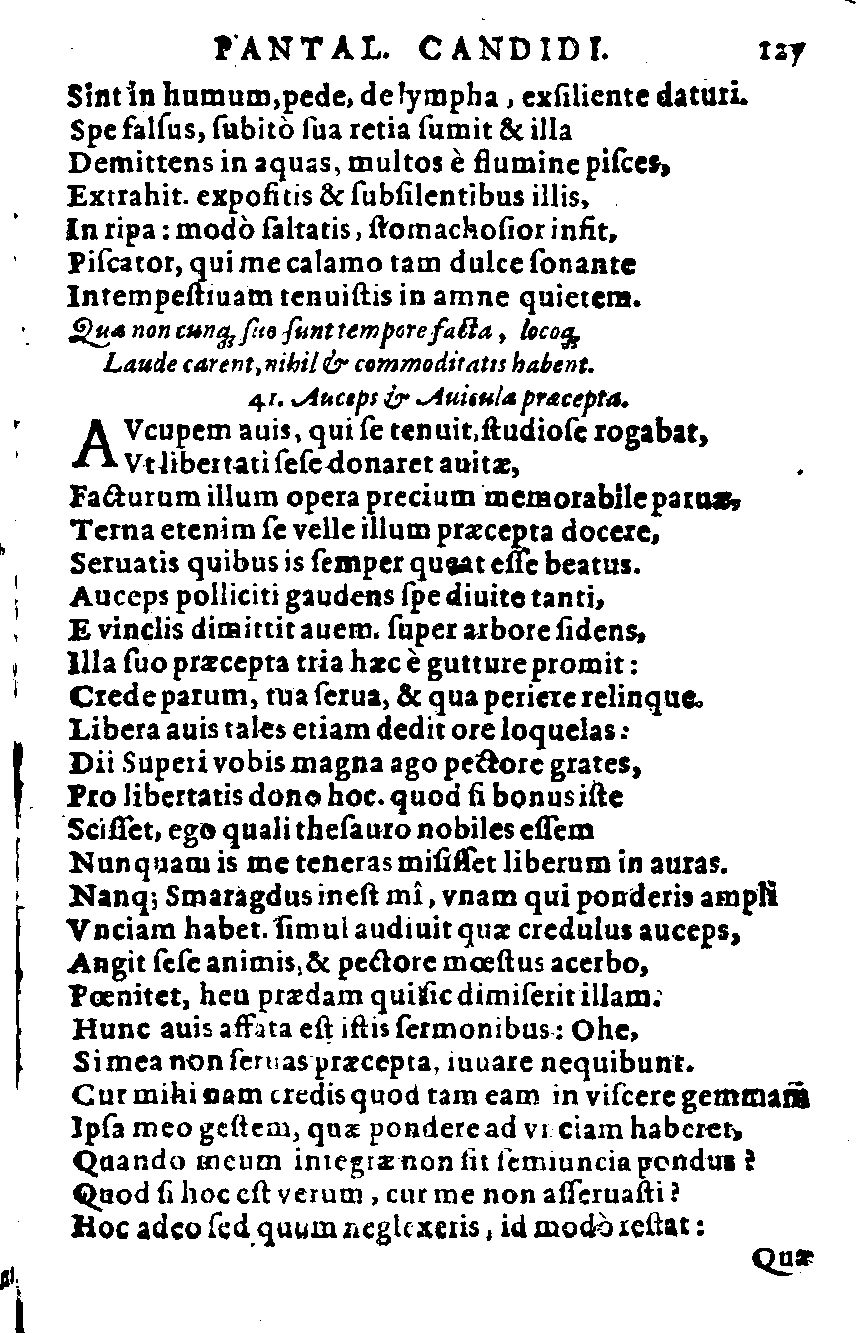 PANTAL. CANDIDI. 127
Sint in humum, pede, de lympha, exſiliente daturi.
Spe falſus, ſubitò ſua retia ſumit & illa
Demittens in aquas, multos è flumine piſces,
Extrahit. expoſitis & ſubſilentibus illis,
In ripa: modò ſaltatis, ſtomachoſior infit,
Piſcator, qui me calamo tam dulce ſonante
Intempeſtiuam tenuiſtis in amne quietem.
Quæ non cunq; ſuo ſunt tempore facta, locoq;
Laude carent, nihil & commoditatis habent.
41. Auceps & Auicula præcepta.
AVcupem auis, qui ſe tenuit, ſtudioſe rogabat,
Vt libertati ſeſe donaret auitæ,
Facturum illum opera precium memorabile paruæ,
Terna etenim ſe velle illum præcepta docere,
Seruatis quibus is ſemper queat eſſe beatus.
Auceps polliciti gaudens ſpe diuite tanti,
E vinclis dimittit auem. ſuper arbore ſidens,
Illa ſuo præcepta tria hæc è gutture promit:
Crede parum, tua ſerua, & qua periere relinque.
Libera auis tales etiam dedit ore loquelas:
Dii Superi vobis magna ago pectore grates,
Pro libertatis dono hoc. quod ſi bonus iſte
Sciſſet, ego quali theſauro nobiles eſſem
Nunquam is me teneras miſiſſet liberum in auras.
Nanq; Smaragdus ineſt mî, vnam qui ponderis ampli
Vnciam habet. ſimul audiuit quæ credulus auceps,
Angit ſeſe animis, & pectore mœſtus acerbo,
Pœnitet, heu prædam qui ſic dimiſerit illam.
Hunc auis affata eſt iſtis ſermonibus: Ohe,
Si mea non ſeruas præcepta, iuuare nequibunt.
Cur mihi nam credis quod tam eam in viſcere gemmam
Ipſa meo geſtem, quæ pondere ad vnciam haberet,
Quando meum integræ non ſit ſemiuncia pondus?
Quod ſi hoc eſt verum, cur me non aſſeruaſti?
Hoc adeo ſed quum neglexeris, id modò reſtat:
Quæ